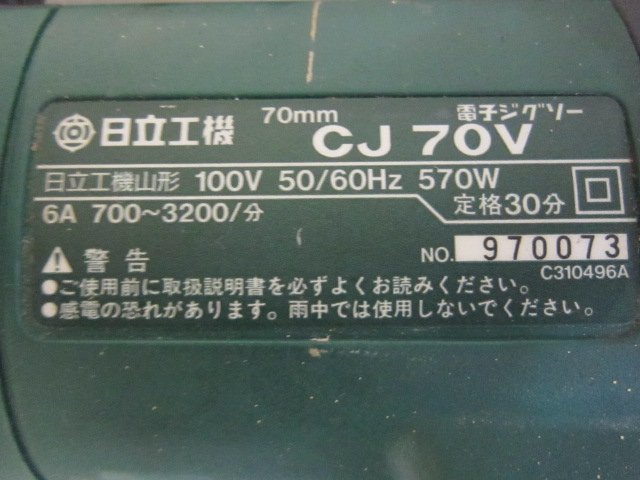 日立工機 70mm CJ 70V 電子ジグソー
日立工機山形 100V 50/60Hz 570W
6A 700~3200/分 定格30分
警告 NO. 970073
C310496A
●ご使用前に取扱説明書を必ずよくお読みください。
●感電の恐れがあります。雨中では使用しないでください。